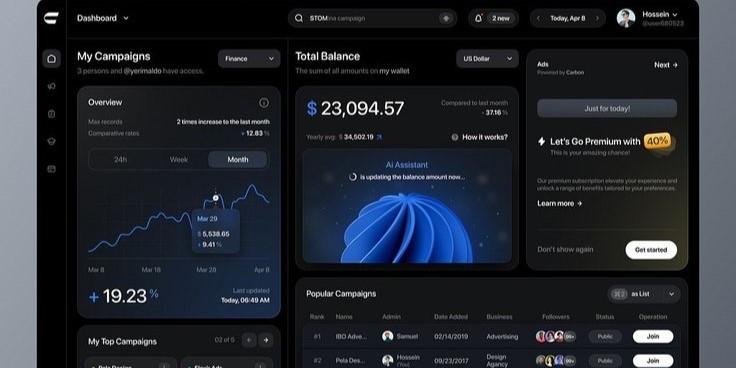 Dashboard
STOMina campaign
2 new
Today, Apr 8
Hossein
@user680523
My Campaigns
3 persons and @yerimaldo have access.
Finance
Overview
Max records
2 times increase to the last month
Comparative rates
12.83 %
24h
Week
Month
Mar 29
$ 5,538.65
9.41 %
Mar 8
Mar 18
Mar 28
Apr 8
+ 19.23 %
Last updated
Today, 06:49 AM
My Top Campaigns
02 of 5
Total Balance
The sum of all amounts on my wallet
US Dollar
$ 23,094.57
Compared to last month
- 37.16 %
Yearly avg: $ 34,502.19
How it works?
Ai Assistant
is updating the balance amount now...
Ads
Powered by Carbon
Next →
Just for today!
Let's Go Premium with 40%
This is your amazing chance!
Our premium subscription elevate your experience and
unlock a range of benefits tailored to your preferences.
Learn more →
Don't show again
Get started
Popular Campaigns
as List
Rank Name Admin Date Added Business Followers Status Operation
#1 IBO Adve... Samuel 02/14/2019 Advertising Public Join
#2 Pela Des... Hossein (You) 09/23/2017 Design Agancy Public Join